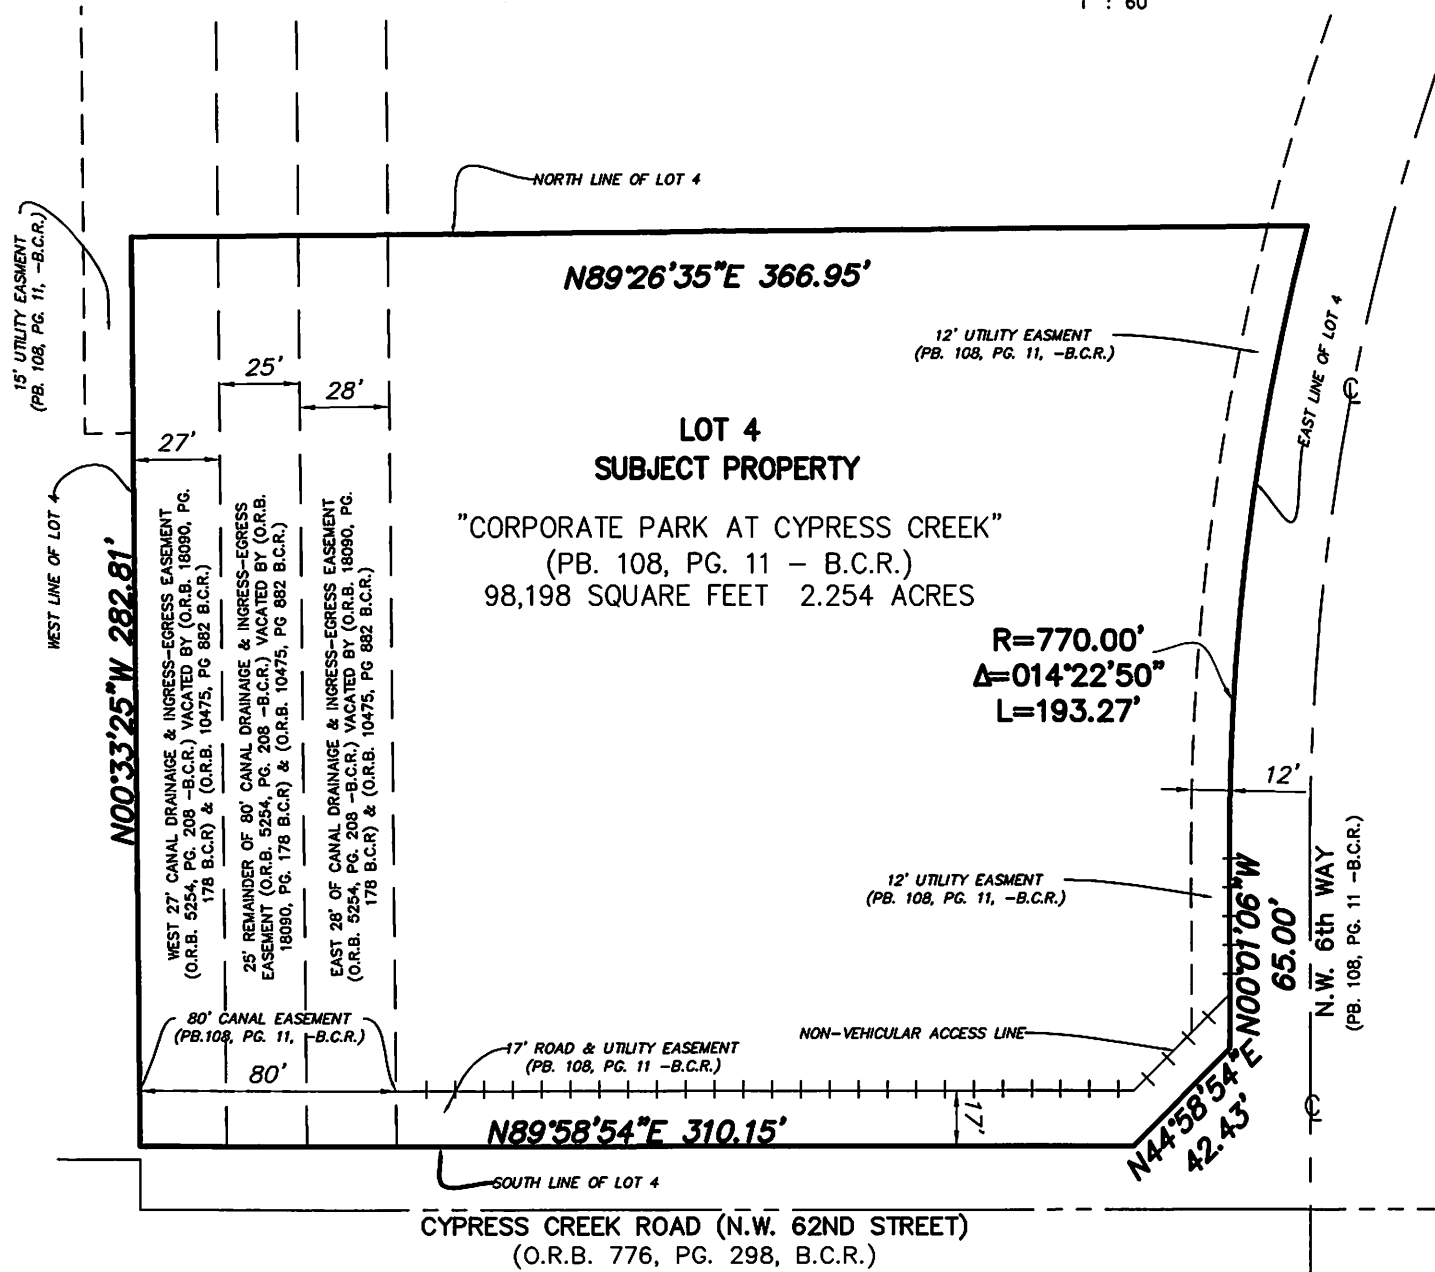 1" : 60'
NORTH LINE OF LOT 4
15' UTILITY EASMENT
(PB. 108, PG. 11, -B.C.R.)
N89°26'35"E 366.95'
12' UTILITY EASMENT
(PB. 108, PG. 11, -B.C.R.)
EAST LINE OF LOT 4
25'
28'
27'
LOT 4
SUBJECT PROPERTY
"CORPORATE PARK AT CYPRESS CREEK"
(PB. 108, PG. 11 – B.C.R.)
98,198 SQUARE FEET 2.254 ACRES
WEST LINE OF LOT 4
N00°33'25"W 282.81'
WEST 27' CANAL DRAINAIGE & INGRESS-EGRESS EASEMENT
(O.R.B. 5254, PG. 208 -B.C.R.) VACATED BY (O.R.B. 18090, PG.
178 B.C.R) & (O.R.B. 10475, PG 882 B.C.R.)
25' REMAINDER OF 80' CANAL DRAINAIGE & INGRESS-EGRESS
EASEMENT (O.R.B. 5254, PG. 208 -B.C.R.) VACATED BY (O.R.B.
18090, PG. 178 B.C.R) & (O.R.B. 10475, PG 882 B.C.R.)
EAST 28' OF CANAL DRAINAIGE & INGRESS-EGRESS EASEMENT
(O.R.B. 5254, PG. 208 -B.C.R.) VACATED BY (O.R.B. 18090, PG.
178 B.C.R) & (O.R.B. 10475, PG 882 B.C.R.)
R=770.00'
Δ=014°22'50"
L=193.27'
12'
12' UTILITY EASMENT
(PB. 108, PG. 11, -B.C.R.)
N00°01'06"W
65.00'
N.W. 6th WAY
(PB. 108, PG. 11 -B.C.R.)
80' CANAL EASEMENT
(PB.108, PG. 11, -B.C.R.)
80'
17' ROAD & UTILITY EASEMENT
(PB. 108, PG. 11 -B.C.R.)
NON-VEHICULAR ACCESS LINE
17'
N89°58'54"E 310.15'
N44°58'54"E
42.43'
SOUTH LINE OF LOT 4
CYPRESS CREEK ROAD (N.W. 62ND STREET)
(O.R.B. 776, PG. 298, B.C.R.)